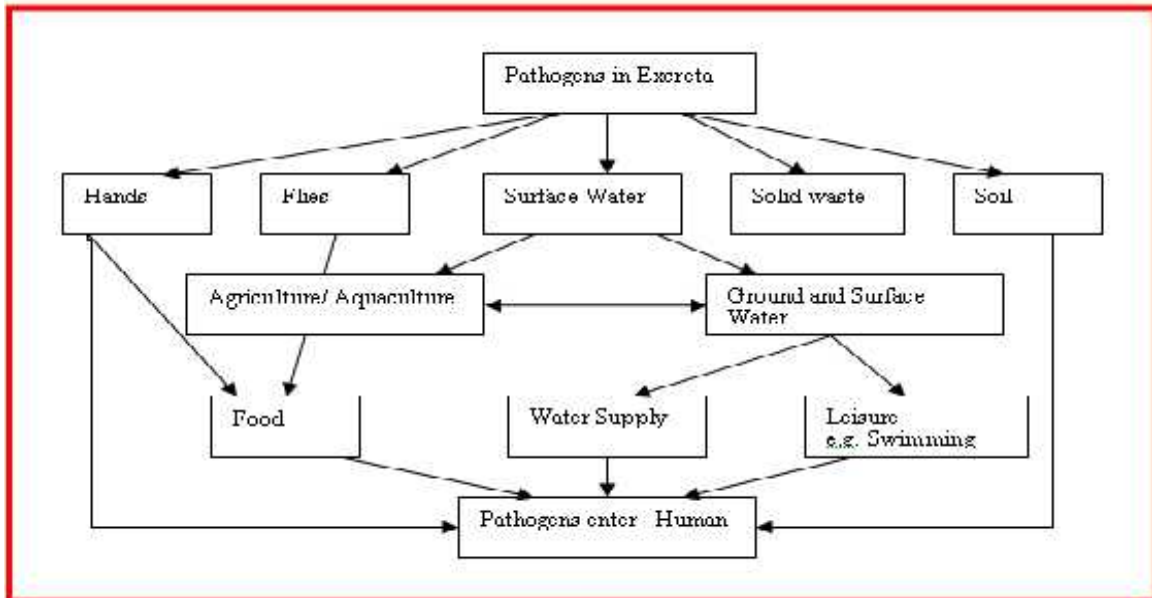 Pathogens in Excreta
Hands
Flies
Surface Water
Solid waste
Soil
Agriculture/ Aquaculture
Ground and Surface
Water
Food
Water Supply
Leisure
e.g. Swimming
Pathogens enter Human